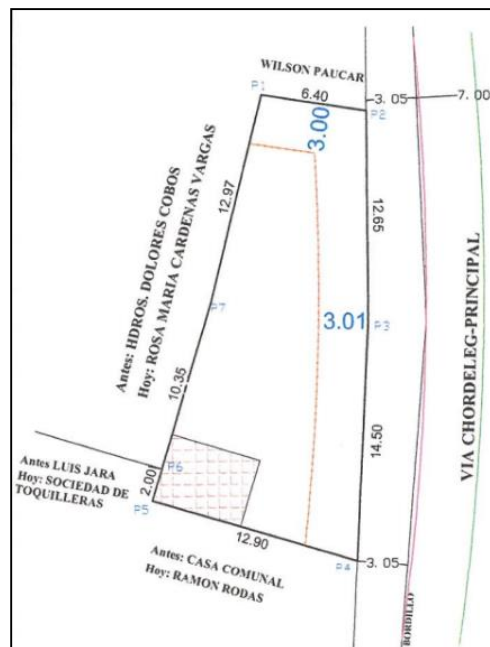 WILSON PAUCAR
P1
6.40
P2
3.05
7.00
3.00
12.97
Antes: HDROS. DOLORES COBOS
Hoy: ROSA MARIA CARDENAS VARGAS
12.65
P7
3.01
P3
VIA CHORDELEG-PRINCIPAL
10.35
14.50
Antes LUIS JARA
Hoy: SOCIEDAD DE
TOQUILLERAS
P6
2.00
P5
12.90
P4
3.05
Antes: CASA COMUNAL
Hoy: RAMON RODAS
BORDILLO